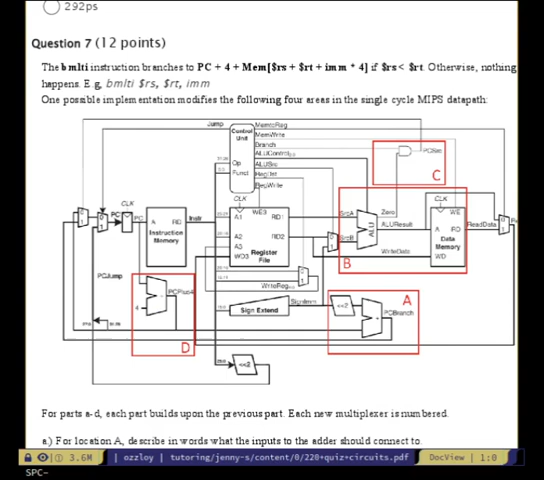 292ps
Question 7 (12 points)
The bmlti instruction branches to PC + 4 + Mem[$rs + $rt + imm * 4] if $rs < $rt. Otherwise, nothing
happens. E.g, bmlti $rs, $rt, imm
One possible implementation modifies the following four areas in the single cycle MIPS datapath:
Jump
Control
Unit
MemtoReg
MemWrite
Branch
ALUControl
ALUSrc
RegDst
RegWrite
Op
Funct
PCSrc
C
CLK
CLK
CLK
PC
A RD
Instruction
Memory
Instr
A1
A2
A3
WD3
WE3
RD1
RD2
Register
File
SrcA
SrcB
ALU
Zero
ALUResult
WriteData
B
WE
A RD
Data
Memory
WD
ReadData
0
1
PCJump
4
PCPlus4
D
WriteReg
Sign Extend
SignImm
<<2
A
PCBranch
<<2
For parts a-d, each part builds upon the previous part. Each new multiplexer is numbered.
a.) For location A, describe in words what the inputs to the adder should connect to.
3.6M | ozzloy | tutoring/jenny-s/content/0/220+quiz+circuits.pdf DocView | 1:0
SPC-